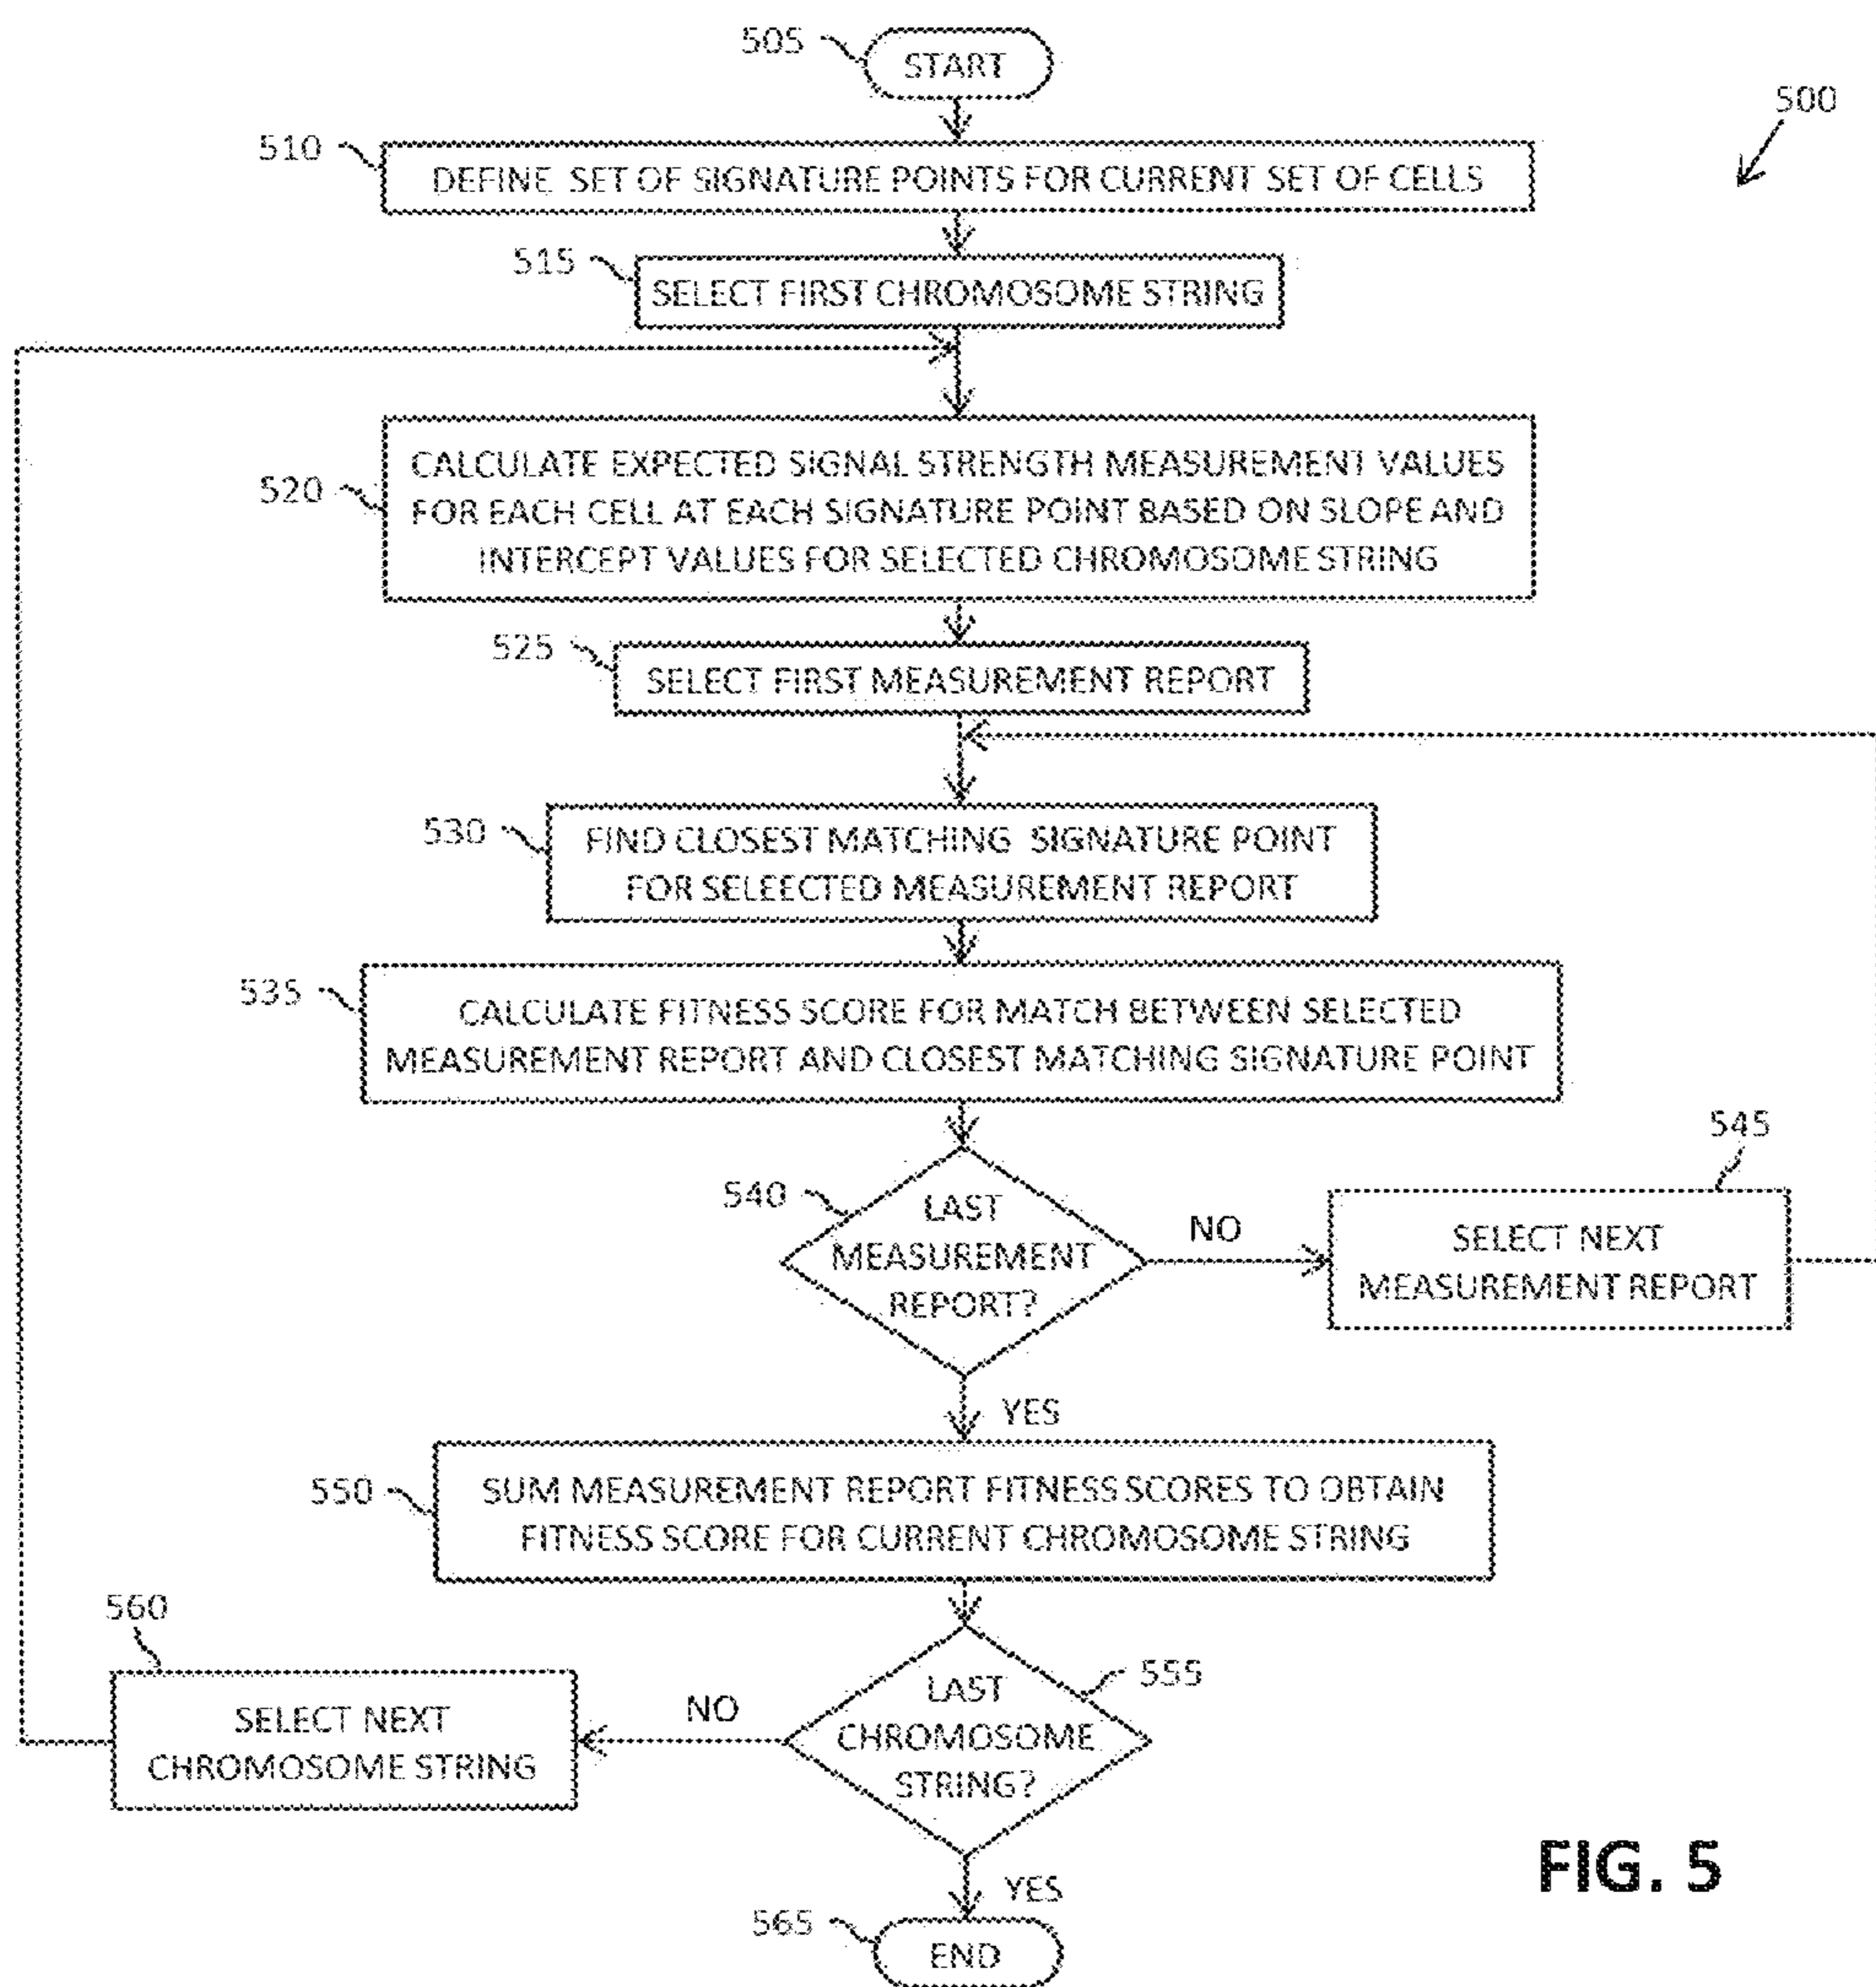 505
START
500
510
DEFINE SET OF SIGNATURE POINTS FOR CURRENT SET OF CELLS
515
SELECT FIRST CHROMOSOME STRING
520
CALCULATE EXPECTED SIGNAL STRENGTH MEASUREMENT VALUES
FOR EACH CELL AT EACH SIGNATURE POINT BASED ON SLOPE AND
INTERCEPT VALUES FOR SELECTED CHROMOSOME STRING
525
SELECT FIRST MEASUREMENT REPORT
530
FIND CLOSEST MATCHING SIGNATURE POINT
FOR SELEECTED MEASUREMENT REPORT
535
CALCULATE FITNESS SCORE FOR MATCH BETWEEN SELECTED
MEASUREMENT REPORT AND CLOSEST MATCHING SIGNATURE POINT
540
LAST
MEASUREMENT
REPORT?
NO
545
SELECT NEXT
MEASUREMENT REPORT
YES
550
SUM MEASUREMENT REPORT FITNESS SCORES TO OBTAIN
FITNESS SCORE FOR CURRENT CHROMOSOME STRING
555
LAST
CHROMOSOME
STRING?
NO
560
SELECT NEXT
CHROMOSOME STRING
YES
565
END
FIG. 5